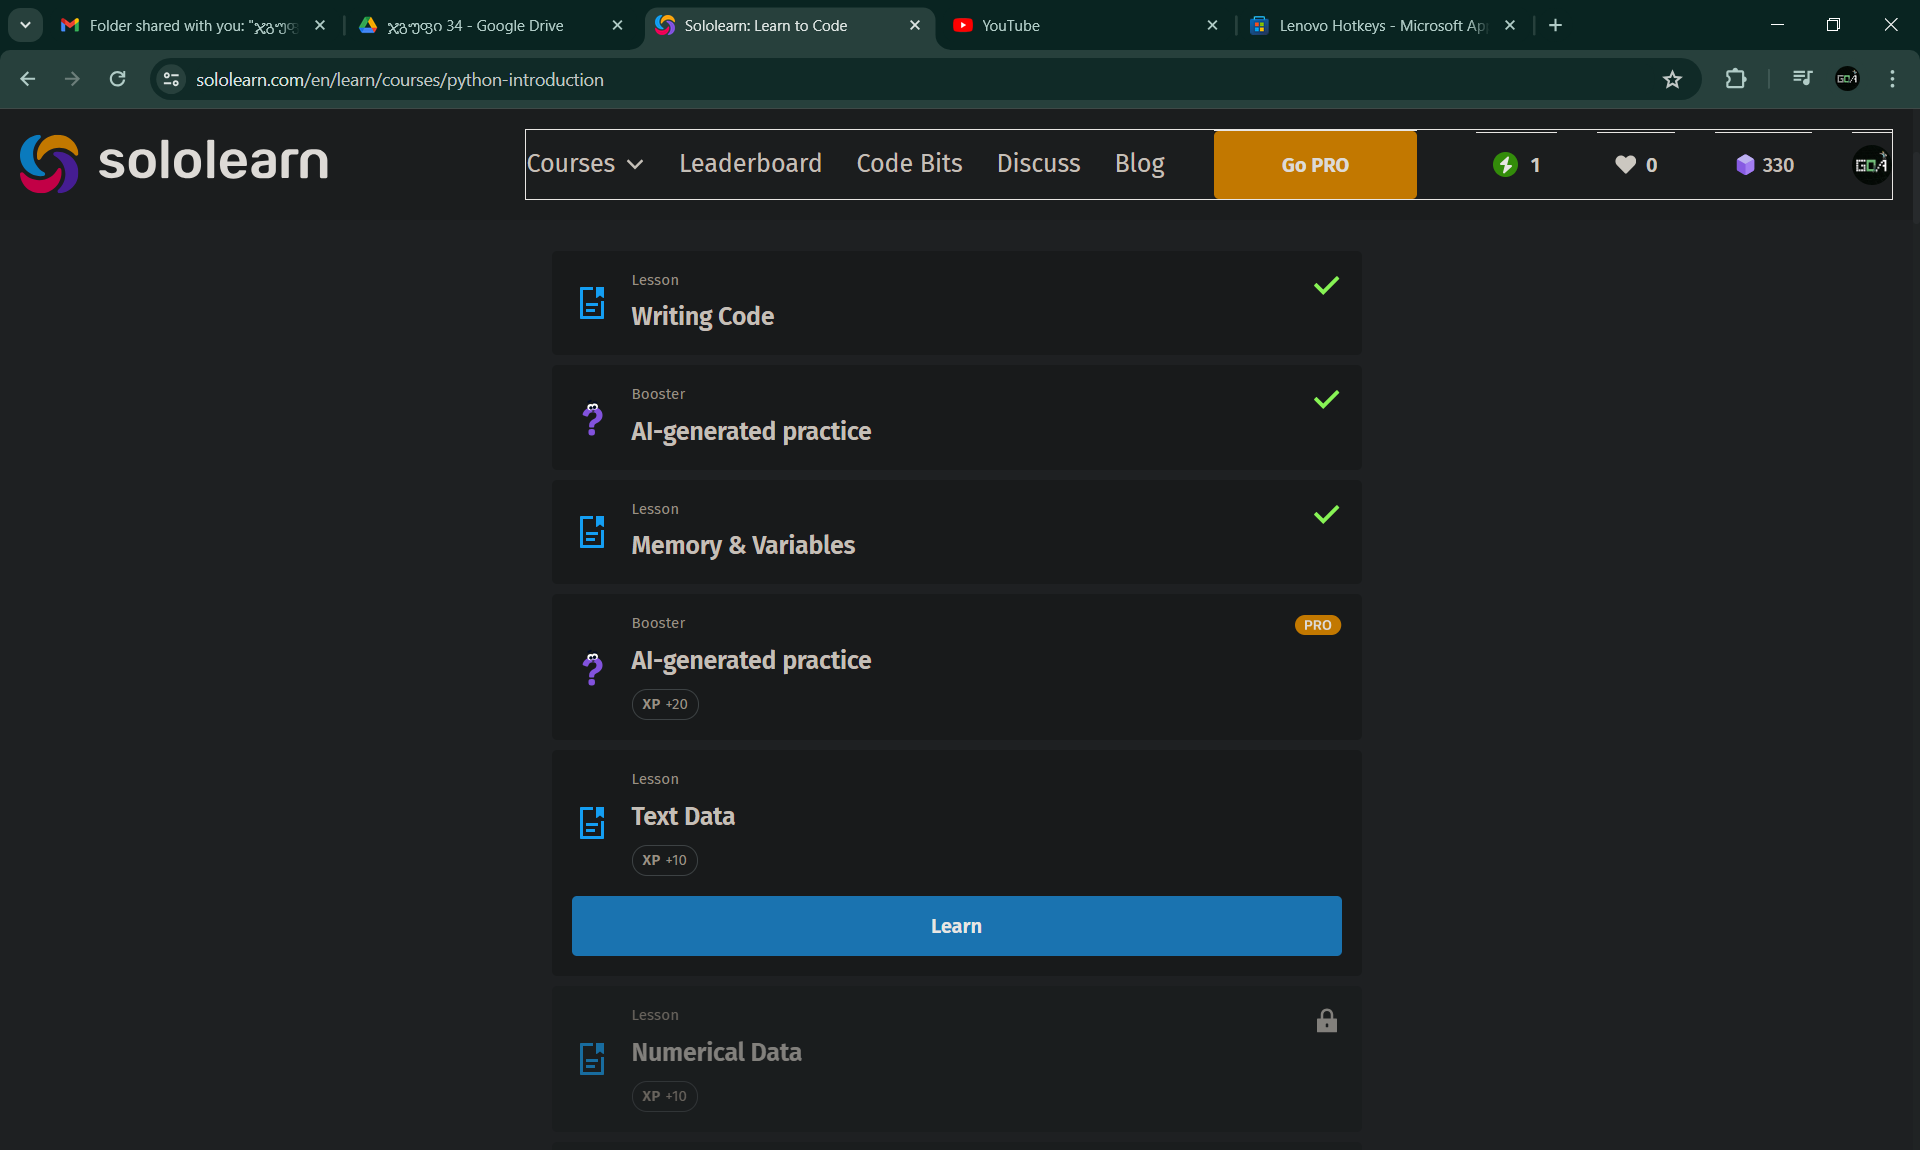 Folder shared with you: "ჯგუფ
ჯგუფი 34 - Google Drive
Sololearn: Learn to Code
YouTube
Lenovo Hotkeys - Microsoft Ap
sololearn.com/en/learn/courses/python-introduction
GOA
sololearn
Courses
Leaderboard
Code Bits
Discuss
Blog
Go PRO
1
0
330
GOA
Lesson
Writing Code
Booster
AI-generated practice
Lesson
Memory & Variables
Booster
PRO
AI-generated practice
XP +20
Lesson
Text Data
XP +10
Learn
Lesson
Numerical Data
XP +10